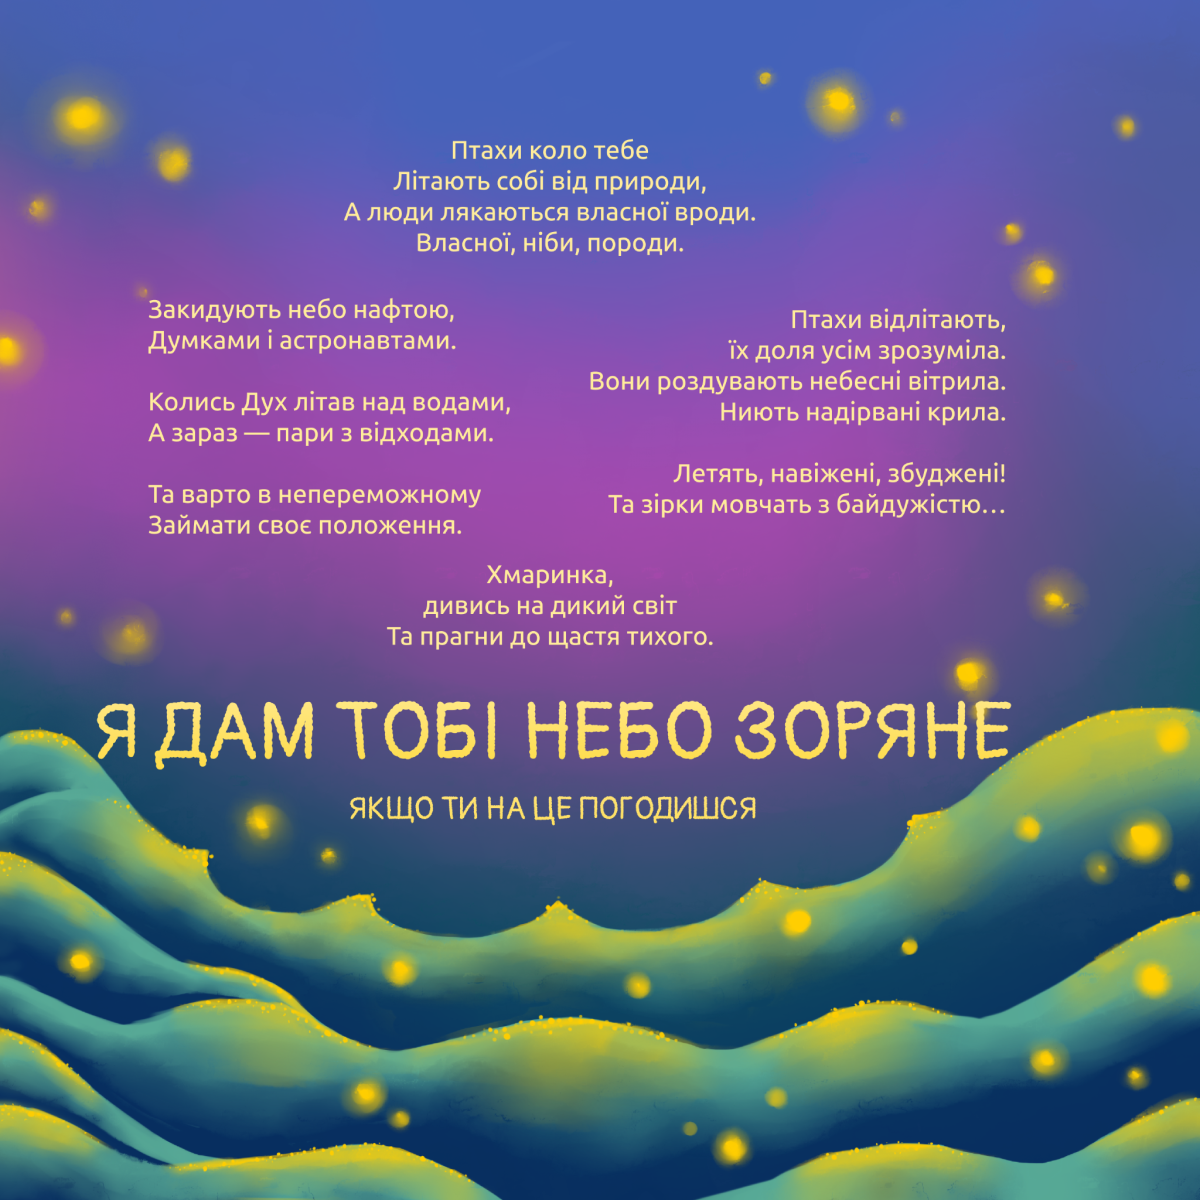 Птахи коло тебе
Літають собі від природи,
А люди лякаються власної вроди.
Власної, ніби, породи.
Закидують небо нафтою,
Думками і астронавтами.
Колись Дух літав над водами,
А зараз — пари з відходами.
Та варто в непереможному
Займати своє положення.
Птахи відлітають,
їх доля усім зрозуміла.
Вони роздувають небесні вітрила.
Ниють надірвані крила.
Летять, навіжені, збуджені!
Та зірки мовчать з байдужістю...
Хмаринка,
дивись на дикий світ
Та прагни до щастя тихого.
Я ДАМ ТОБІ НЕБО ЗОРЯНЕ
ЯКЩО ТИ НА ЦЕ ПОГОДИШСЯ